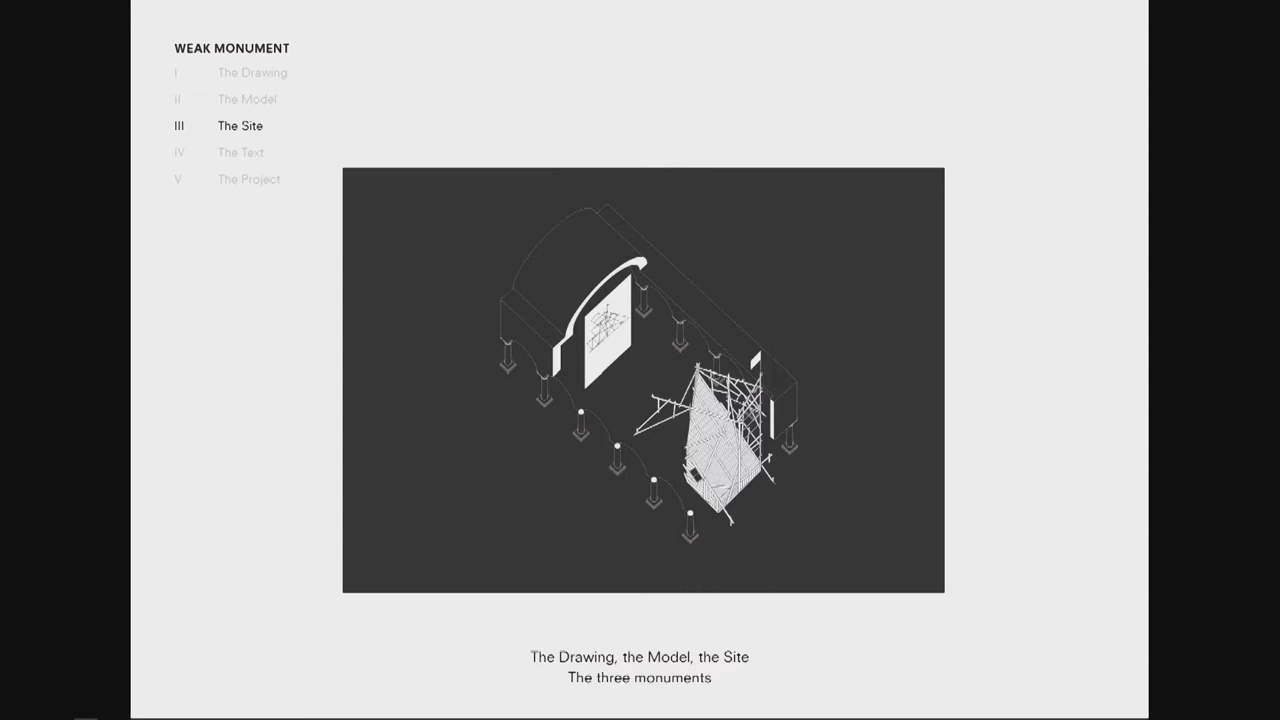 WEAK MONUMENT
I The Drawing
II The Model
III The Site
IV The Text
V The Project
The Drawing, the Model, the Site
The three monuments